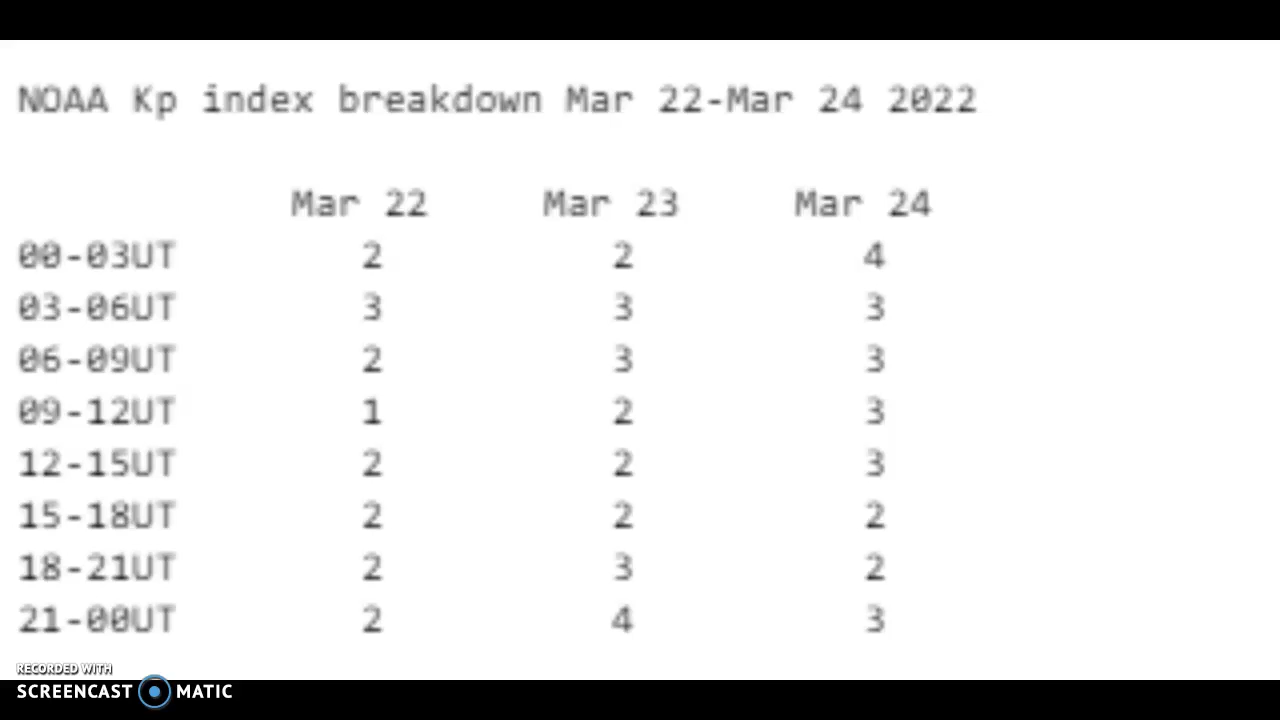 NOAA Kp index breakdown Mar 22-Mar 24 2022
Mar 22 Mar 23 Mar 24
00-03UT 2 2 4
03-06UT 3 3 3
06-09UT 2 3 3
09-12UT 1 2 3
12-15UT 2 2 3
15-18UT 2 2 2
18-21UT 2 3 2
21-00UT 2 4 3
RECORDED WITH
SCREENCAST MATIC